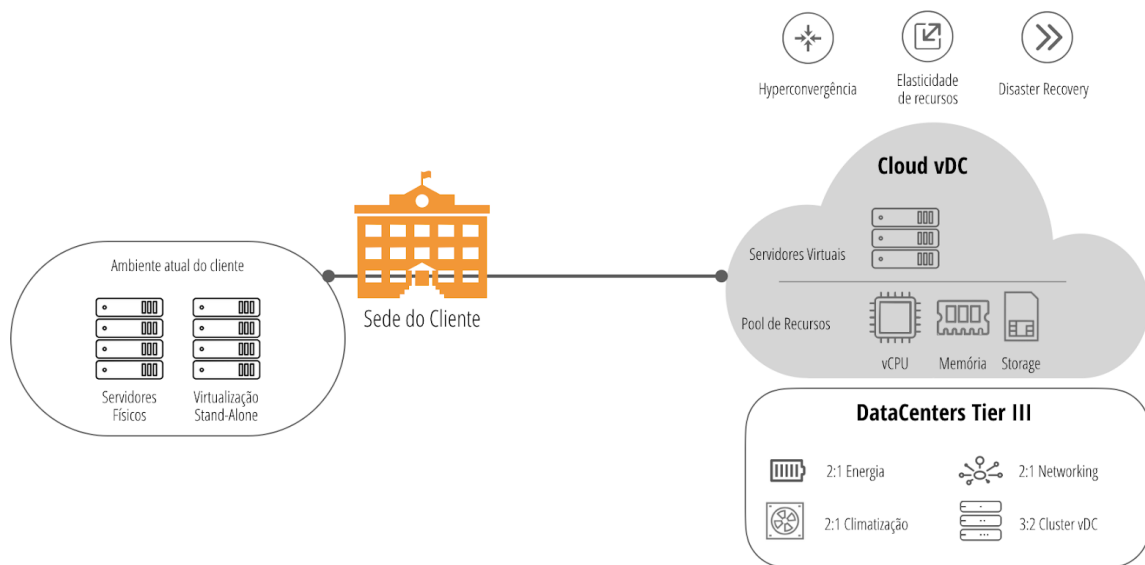 Hyperconvergência
Elasticidade
de recursos
Disaster Recovery
Cloud vDC
Servidores Virtuais
Pool de Recursos
vCPU
Memória
Storage
Ambiente atual do cliente
Servidores
Físicos
Virtualização
Stand-Alone
Sede do Cliente
DataCenters Tier III
2:1 Energia
2:1 Networking
2:1 Climatização
3:2 Cluster vDC